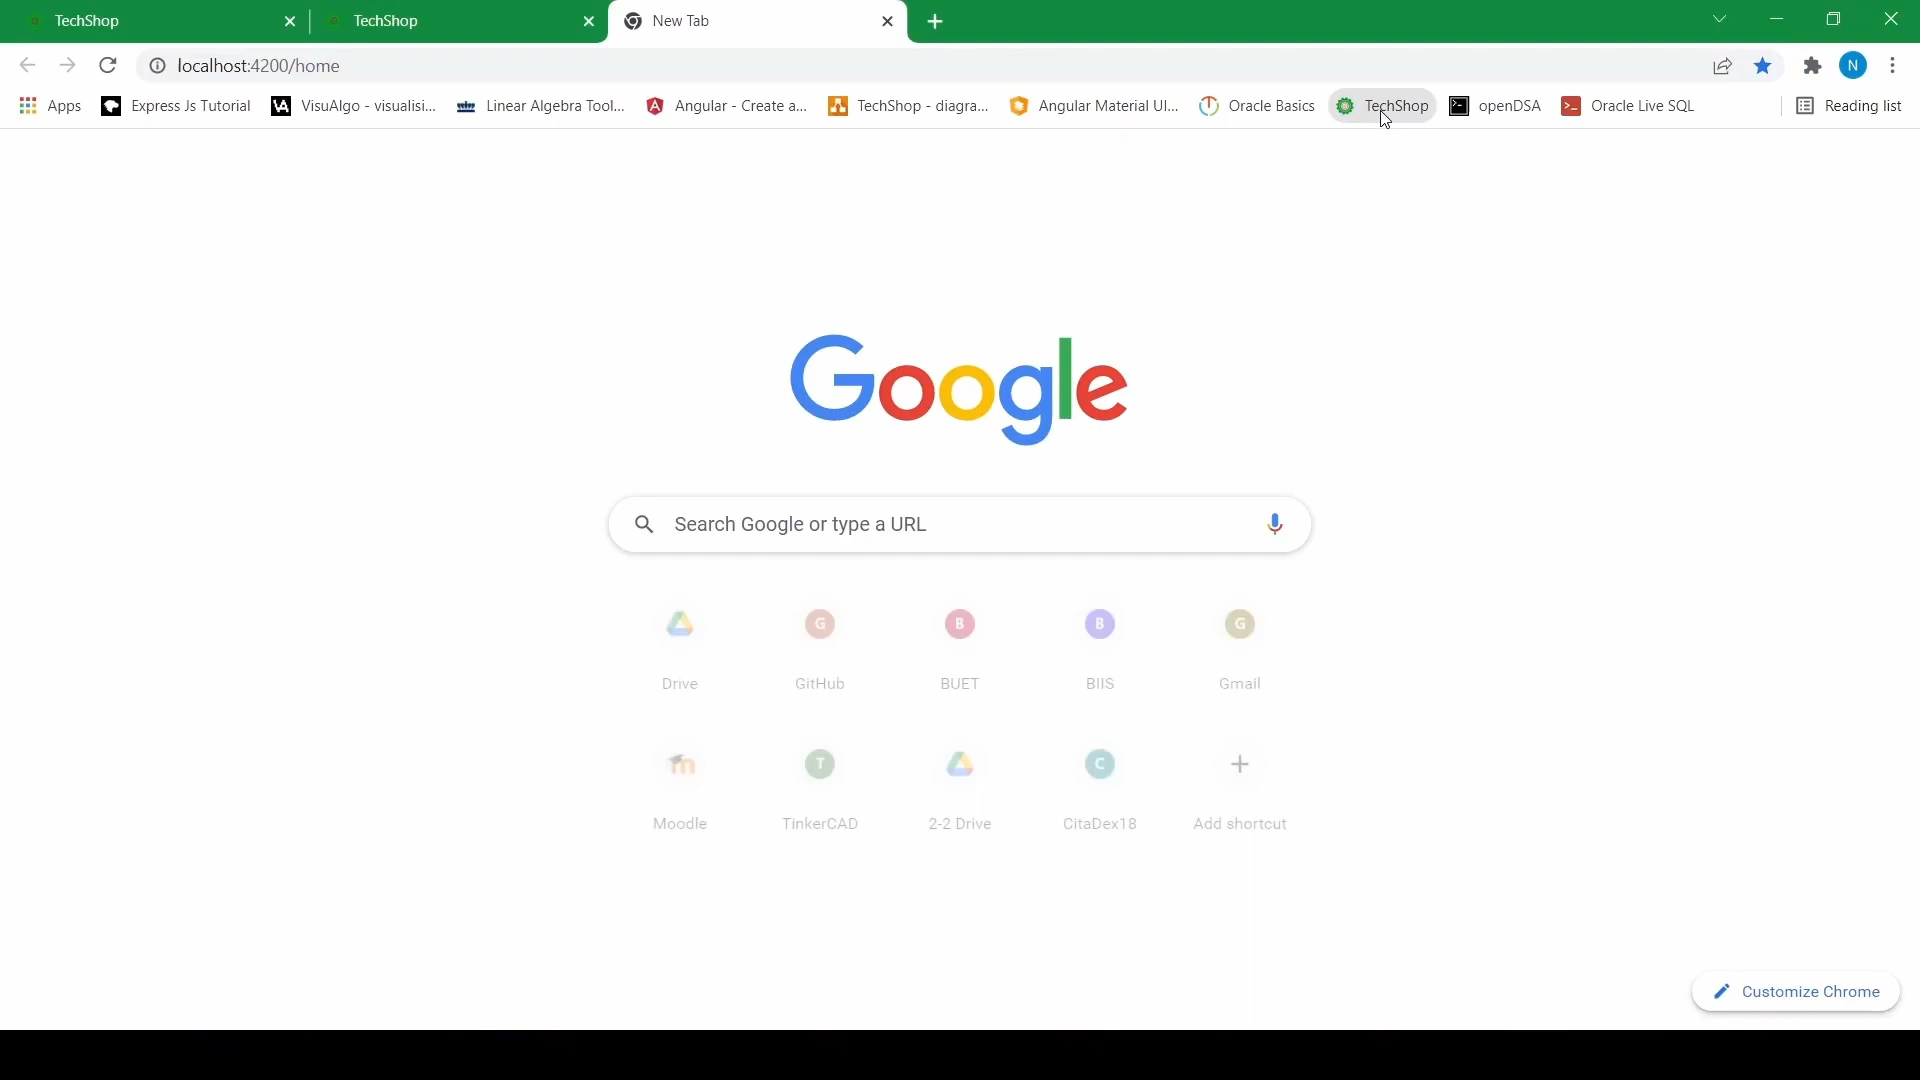 TechShop
TechShop
New Tab
localhost:4200/home
N
Apps
Express Js Tutorial
VisuAlgo - visualisi...
Linear Algebra Tool...
Angular - Create a...
TechShop - diagra...
Angular Material UI...
Oracle Basics
TechShop
openDSA
Oracle Live SQL
Reading list
Google
Search Google or type a URL
G
B
B
G
Drive
GitHub
BUET
BIIS
Gmail
T
C
Moodle
TinkerCAD
2-2 Drive
CitaDex18
Add shortcut
Customize Chrome